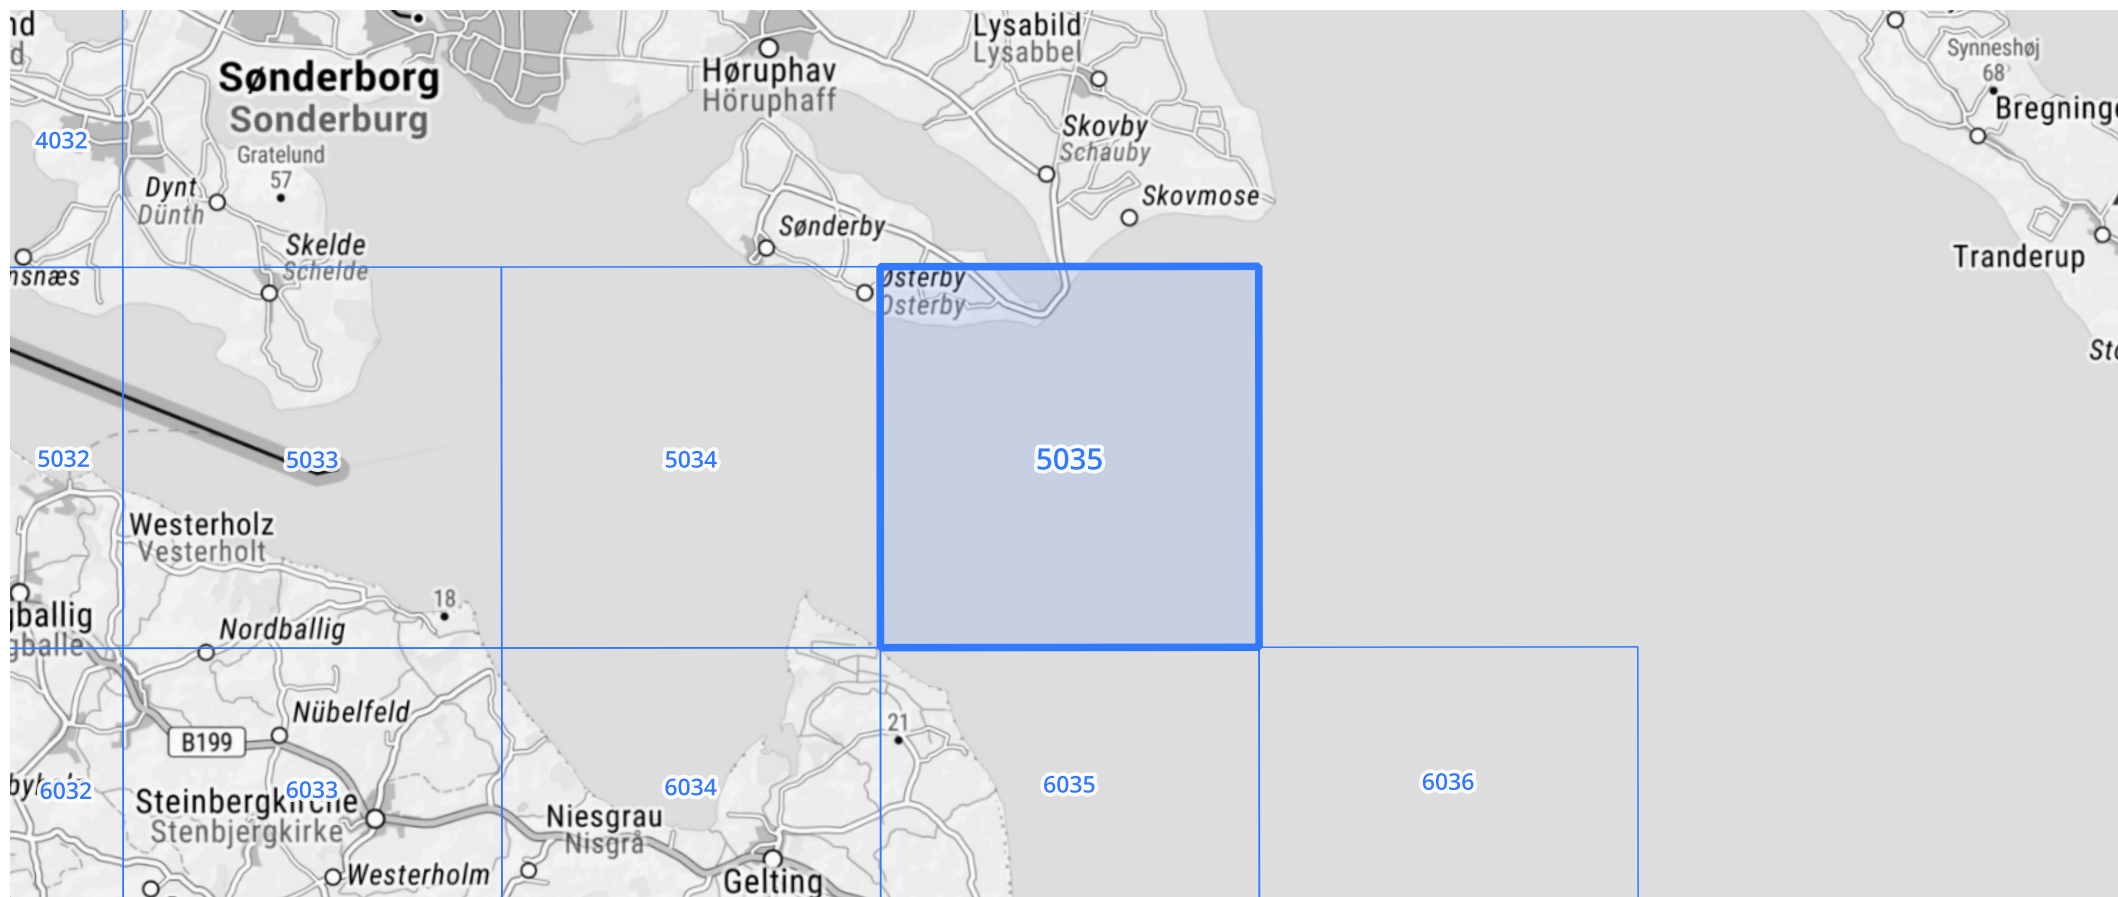 Lysabild
Lysabbel
Synneshøj
68
Sønderborg
Sonderburg
Høruphav
Höruphaff
Skovby
Schauby
4032
Gratelund
57
Dynt
Dünth
Skovmose
Sønderby
Skelde
Schelde
Tranderup
Østerby
Osterby
5032
5033
5034
5035
Westerholz
Vesterholt
18
Nordballig
Nübelfeld
B199
21
6032
6033
6034
6035
6036
Steinbergkirche
Stenbjergkirke
Niesgrau
Nisgrå
Westerholm
Gelting